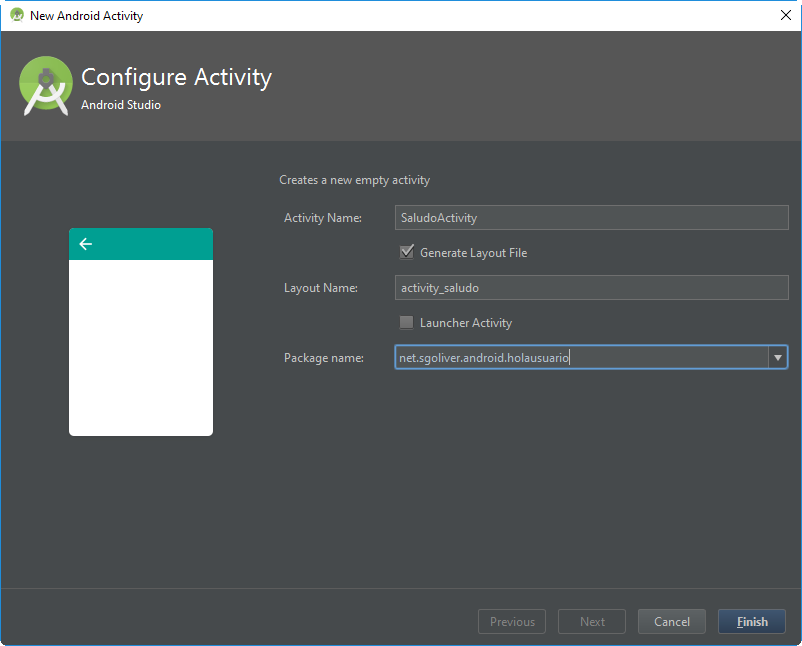 New Android Activity
Configure Activity
Android Studio
Creates a new empty activity
Activity Name: SaludoActivity
Generate Layout File
Layout Name: activity_saludo
Launcher Activity
Package name: net.sgoliver.android.holausuario
Previous Next Cancel Finish